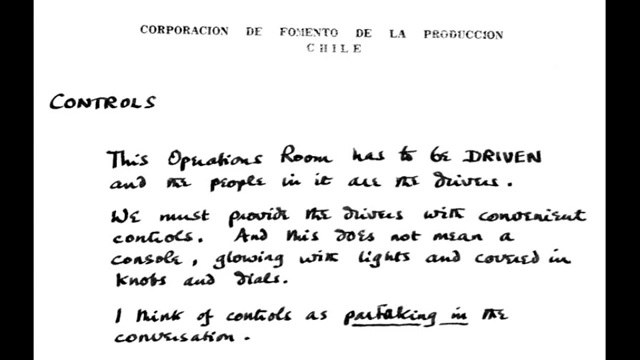 CORPORACION DE FOMENTO DE LA PRODUCCION
CHILE
CONTROLS
This Operations Room has to be DRIVEN
and the people in it are the drivers.
We must provide the drivers with convenient
controls. And this does not mean a
console, glowing with lights and covered in
knobs and dials.
I think of controls as partaking in the
conversation.